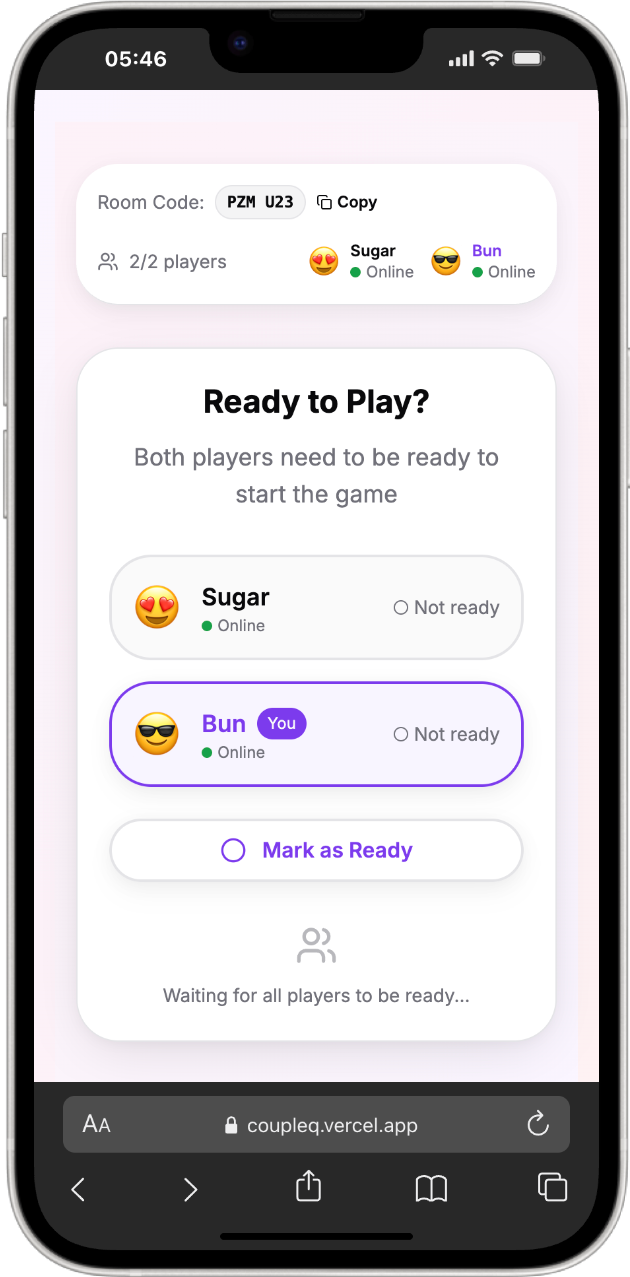 05:46
Room Code: PZM U23 Copy
2/2 players
Sugar
Online
Bun
Online
Ready to Play?
Both players need to be ready to
start the game
Sugar
Online
Not ready
Bun You
Online
Not ready
Mark as Ready
Waiting for all players to be ready...
AA coupleq.vercel.app